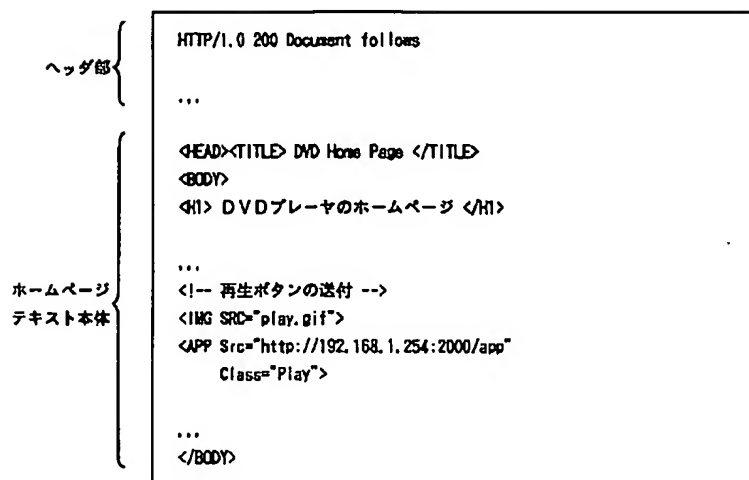 ヘッダ部
HTTP/1.0 200 Document follows
...
ホームページ
テキスト本体
<HEAD><TITLE> DVD Home Page </TITLE>
<BODY>
<H1> DVDプレーヤのホームページ </H1>
...
<!-- 再生ボタンの送付 -->
<IMG SRC="play.gif">
<APP Src="http://192.168.1.254:2000/app"
Class="Play">
...
</BODY>